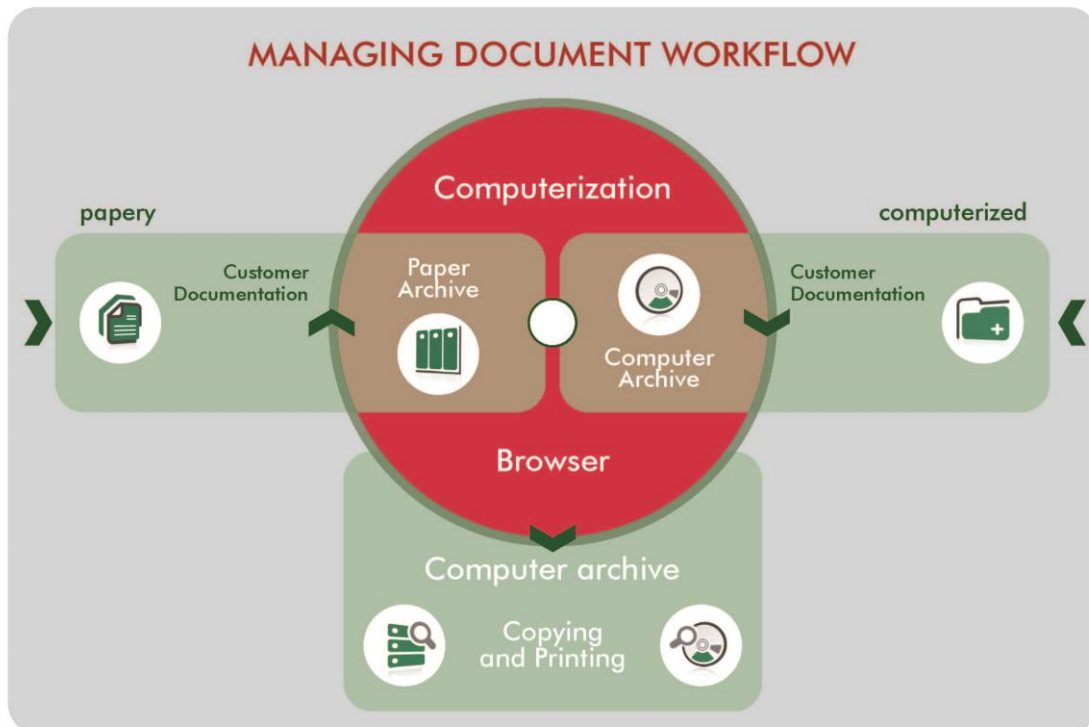 MANAGING DOCUMENT WORKFLOW
Computerization
papery
computerized
Customer
Documentation
Paper
Archive
Computer
Archive
Customer
Documentation
Browser
Computer archive
Copying
and Printing